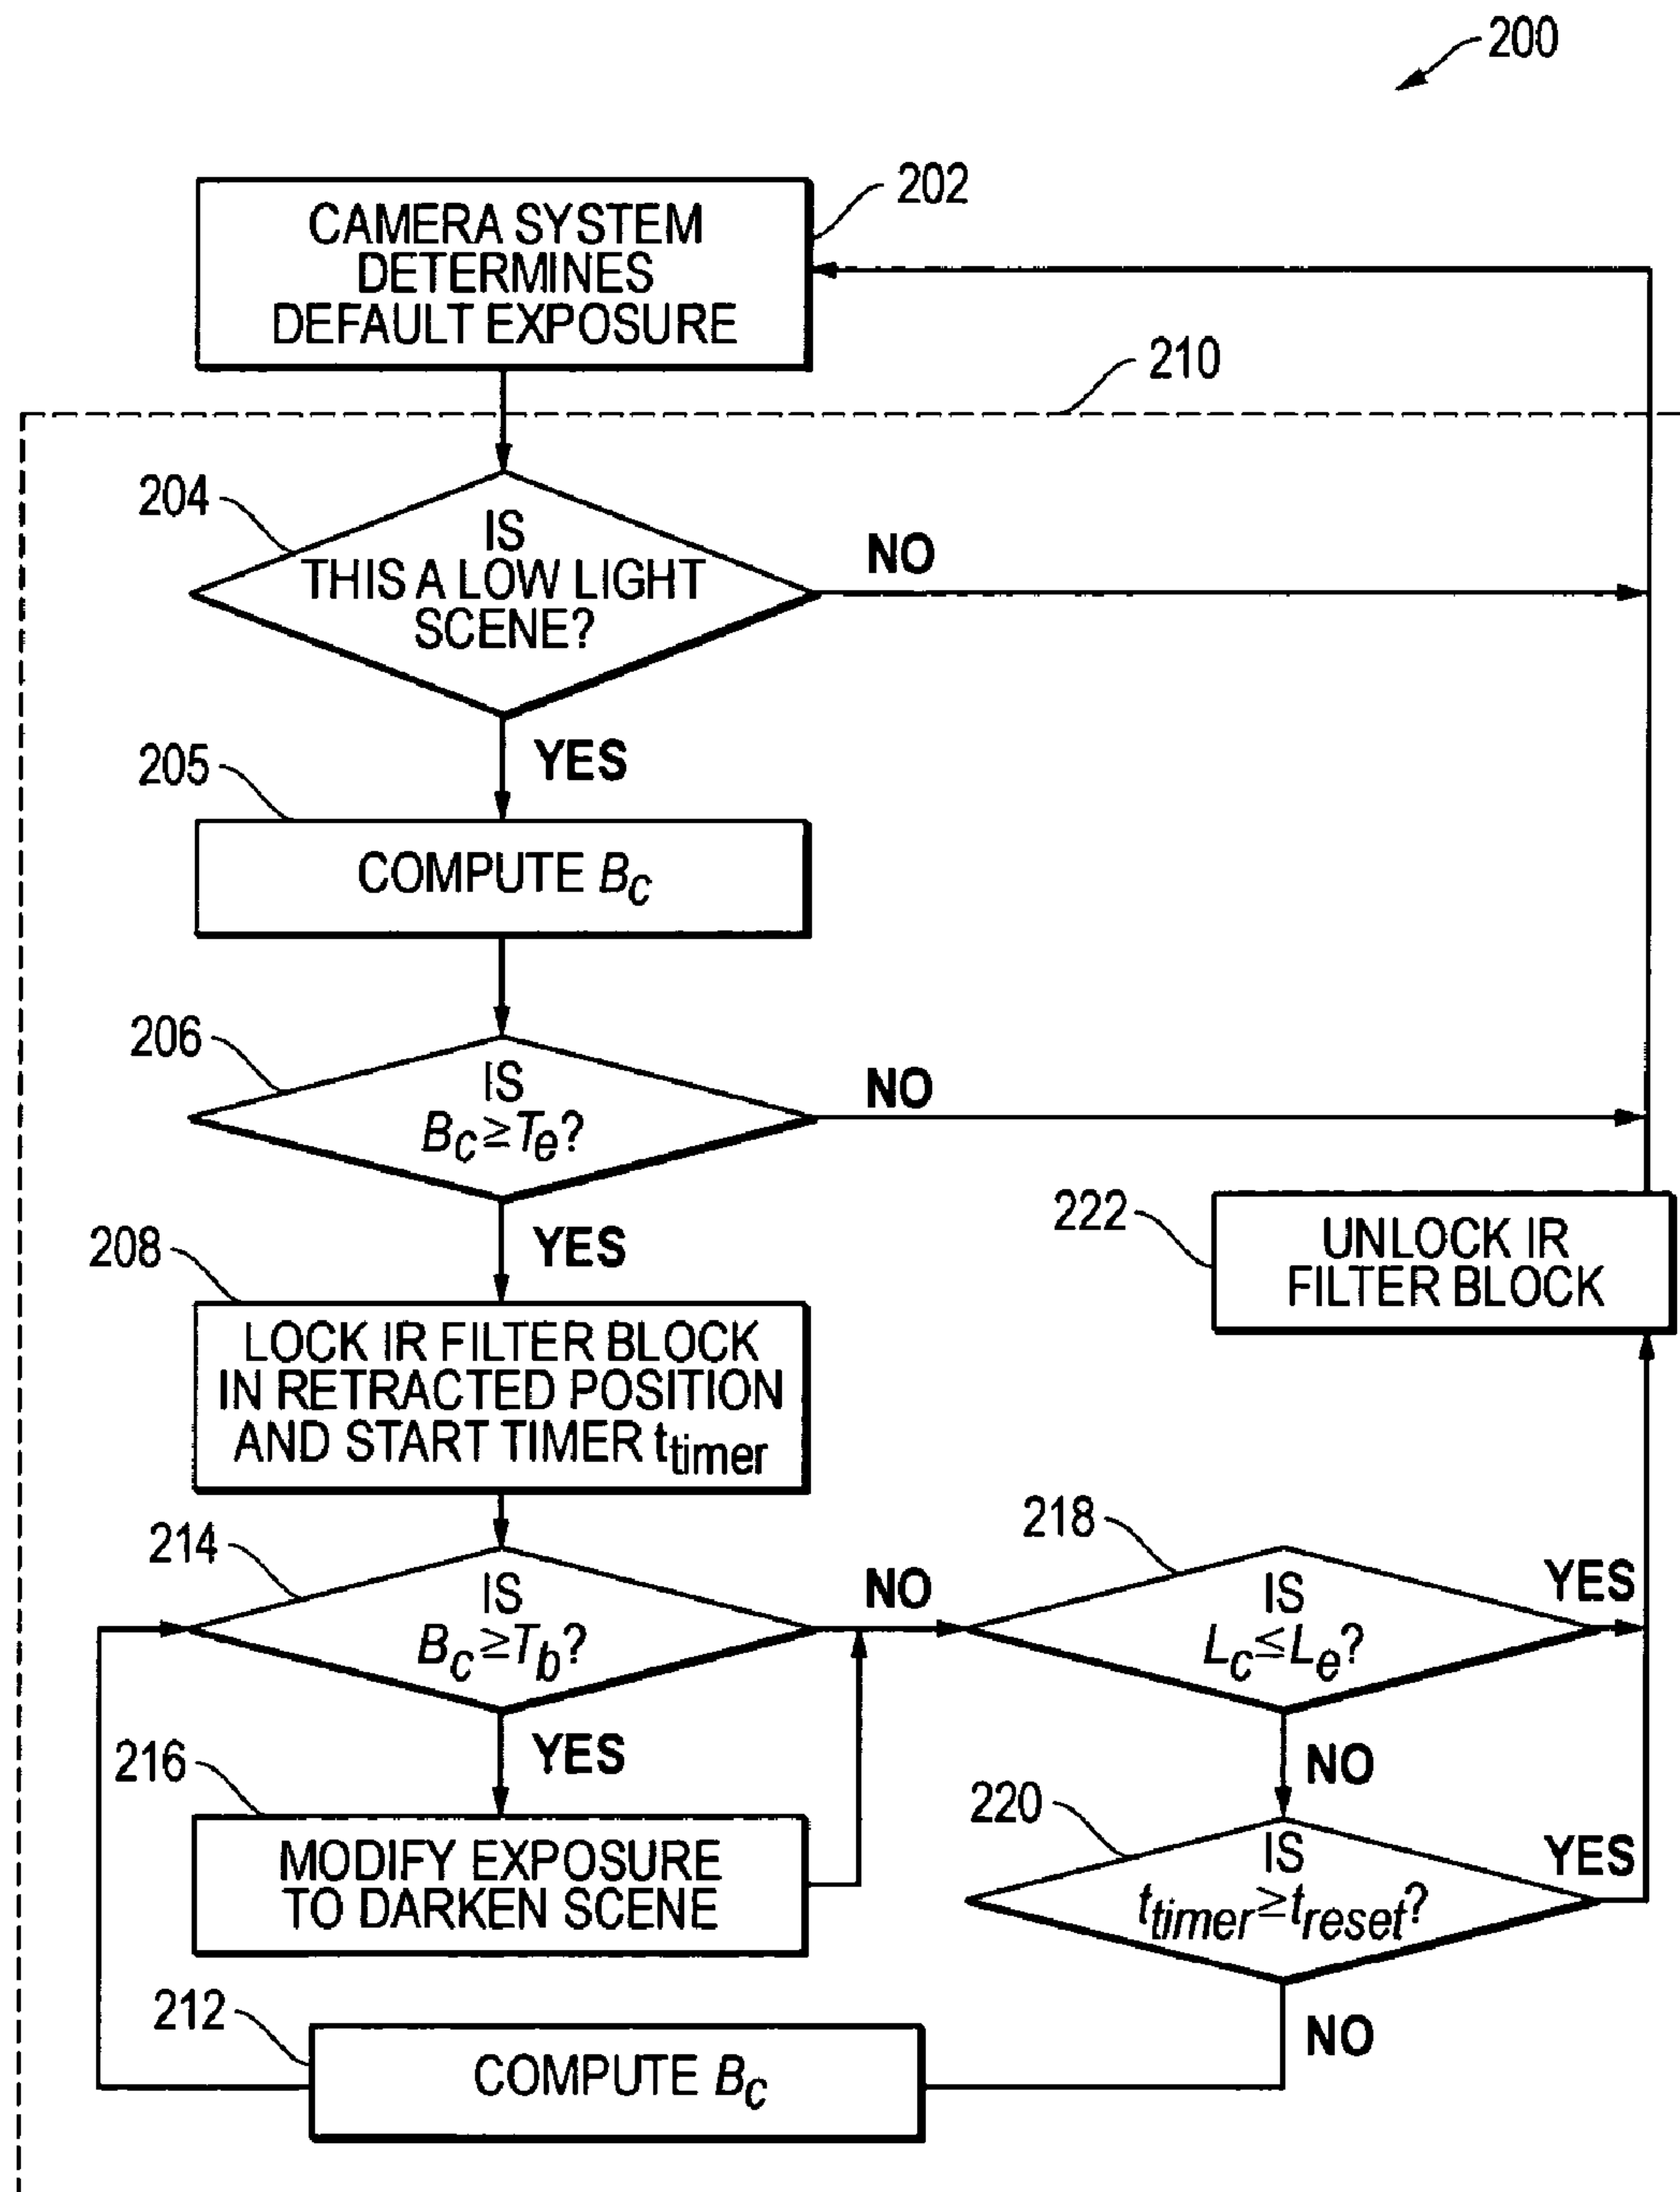 200
202
CAMERA SYSTEM
DETERMINES
DEFAULT EXPOSURE
210
204
IS
THIS A LOW LIGHT
SCENE?
NO
YES
205
COMPUTE Bc
206
IS
Bc ≥ Te?
NO
YES
222
UNLOCK IR
FILTER BLOCK
208
LOCK IR FILTER BLOCK
IN RETRACTED POSITION
AND START TIMER ttimer
214
IS
Bc ≥ Tb?
NO
YES
218
IS
Lc ≤ Le?
YES
NO
216
MODIFY EXPOSURE
TO DARKEN SCENE
220
IS
ttimer ≥ treset?
YES
NO
212
COMPUTE Bc